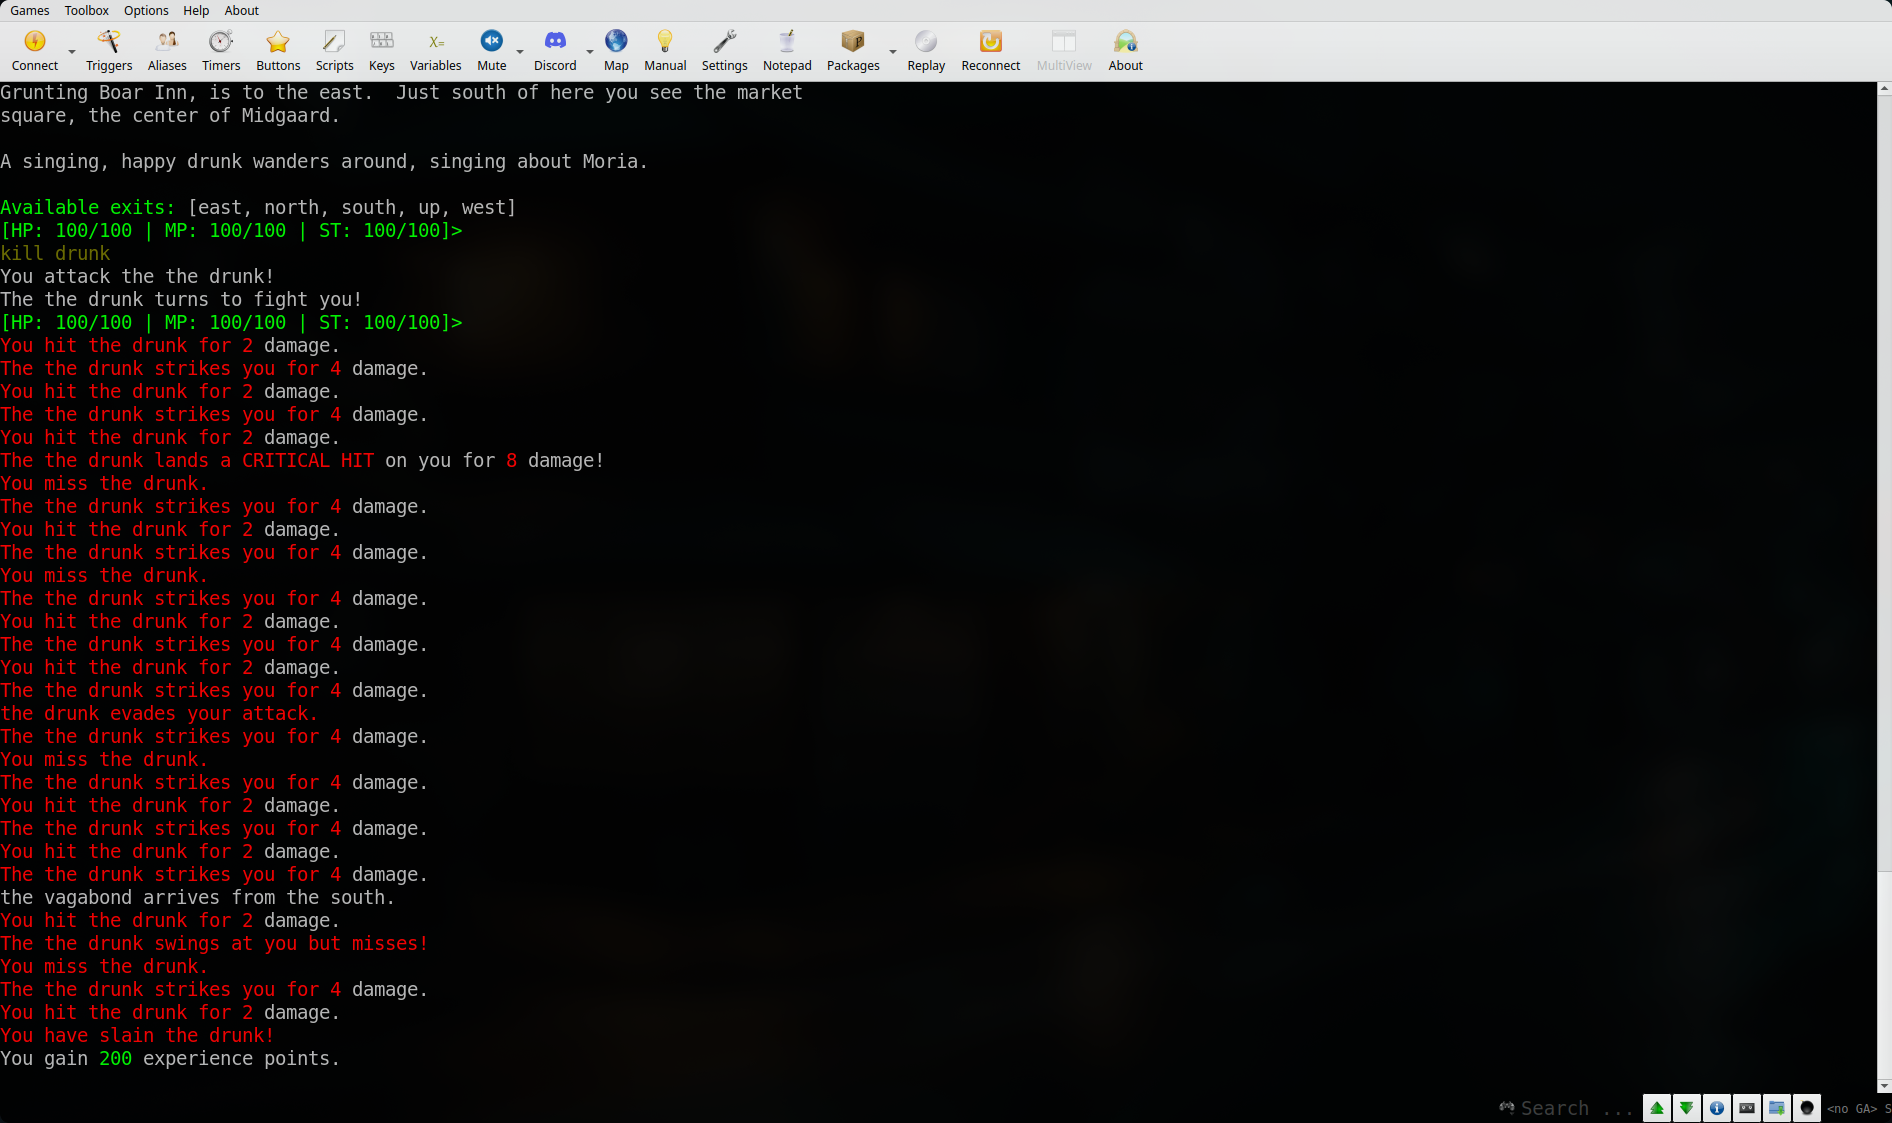 Games Toolbox Options Help About
Connect Triggers Aliases Timers Buttons Scripts Keys Variables Mute Discord Map Manual Settings Notepad Packages Replay Reconnect MultiView About
Grunting Boar Inn, is to the east.  Just south of here you see the market
square, the center of Midgaard.
A singing, happy drunk wanders around, singing about Moria.
Available exits: [east, north, south, up, west]
[HP: 100/100 | MP: 100/100 | ST: 100/100]>
kill drunk
You attack the the drunk!
The the drunk turns to fight you!
[HP: 100/100 | MP: 100/100 | ST: 100/100]>
You hit the drunk for 2 damage.
The the drunk strikes you for 4 damage.
You hit the drunk for 2 damage.
The the drunk strikes you for 4 damage.
You hit the drunk for 2 damage.
The the drunk lands a CRITICAL HIT on you for 8 damage!
You miss the drunk.
The the drunk strikes you for 4 damage.
You hit the drunk for 2 damage.
The the drunk strikes you for 4 damage.
You miss the drunk.
The the drunk strikes you for 4 damage.
You hit the drunk for 2 damage.
The the drunk strikes you for 4 damage.
You hit the drunk for 2 damage.
The the drunk strikes you for 4 damage.
the drunk evades your attack.
The the drunk strikes you for 4 damage.
You miss the drunk.
The the drunk strikes you for 4 damage.
You hit the drunk for 2 damage.
The the drunk strikes you for 4 damage.
You hit the drunk for 2 damage.
The the drunk strikes you for 4 damage.
the vagabond arrives from the south.
You hit the drunk for 2 damage.
The the drunk swings at you but misses!
You miss the drunk.
The the drunk strikes you for 4 damage.
You hit the drunk for 2 damage.
You have slain the drunk!
You gain 200 experience points.
Search ... <no GA> S